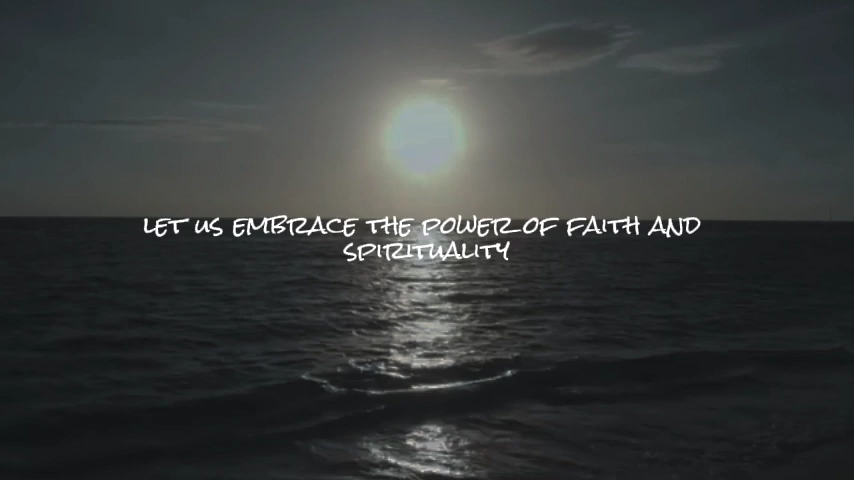 LET US EMBRACE THE POWER OF FAITH AND
SPIRITUALITY